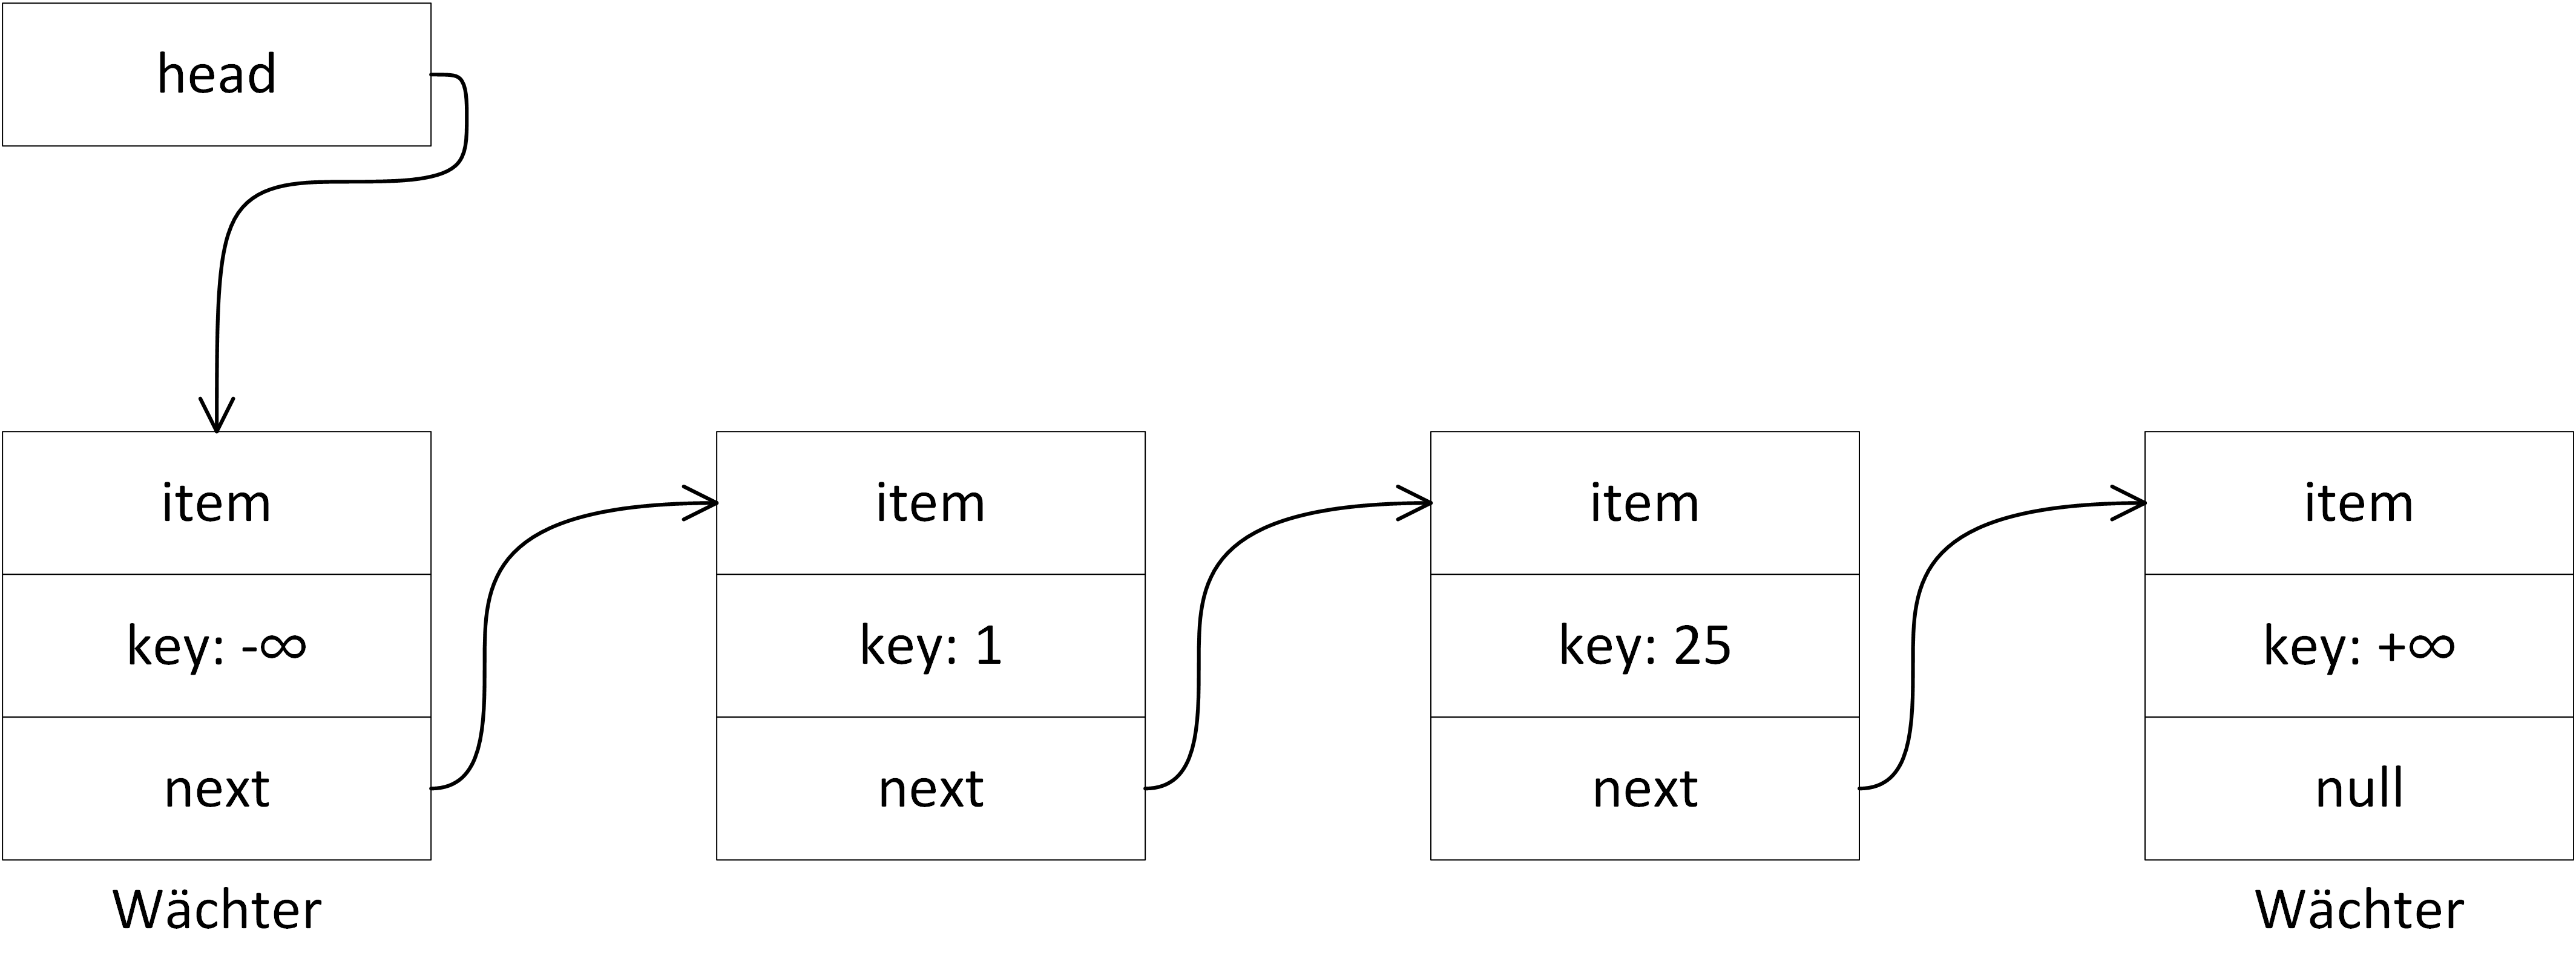 head
item
item
item
item
key: -∞
key: 1
key: 25
key: +∞
next
next
next
null
Wächter
Wächter